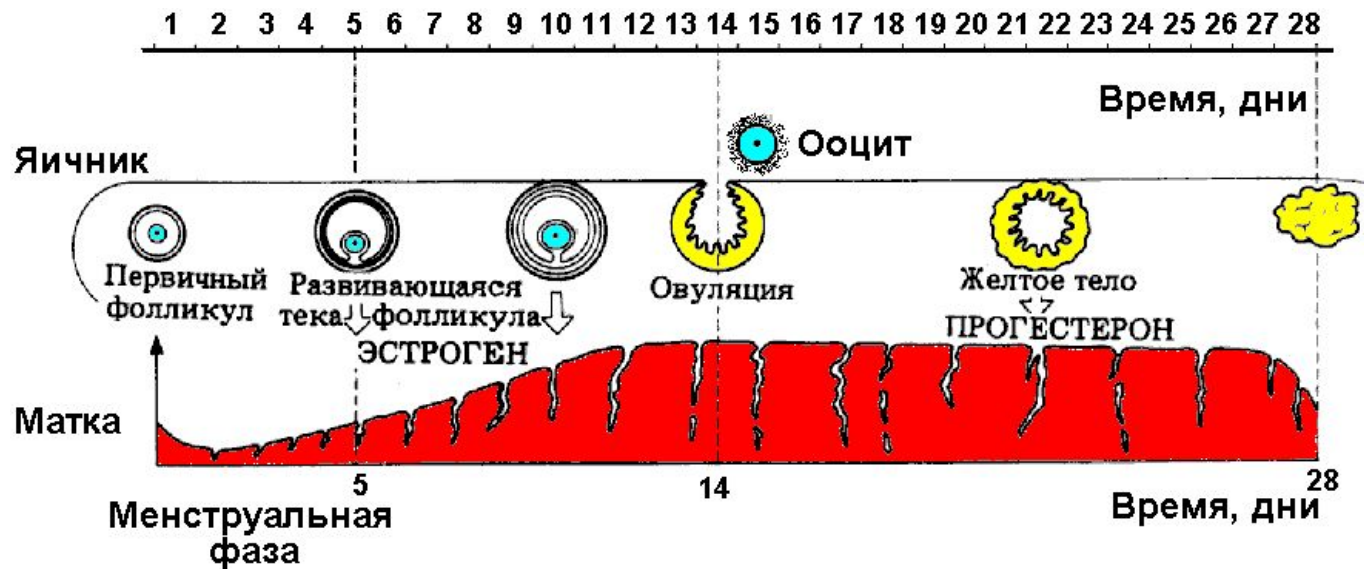 1 2 3 4 5 6 7 8 9 10 11 12 13 14 15 16 17 18 19 20 21 22 23 24 25 26 27 28
Время, дни
Ооцит
Яичник
Первичный
фолликул
Развивающаяся
тека фолликула
ЭСТРОГЕН
Овуляция
Желтое тело
ПРОГЕСТЕРОН
Матка
5 14 28
Менструальная
фаза
Время, дни